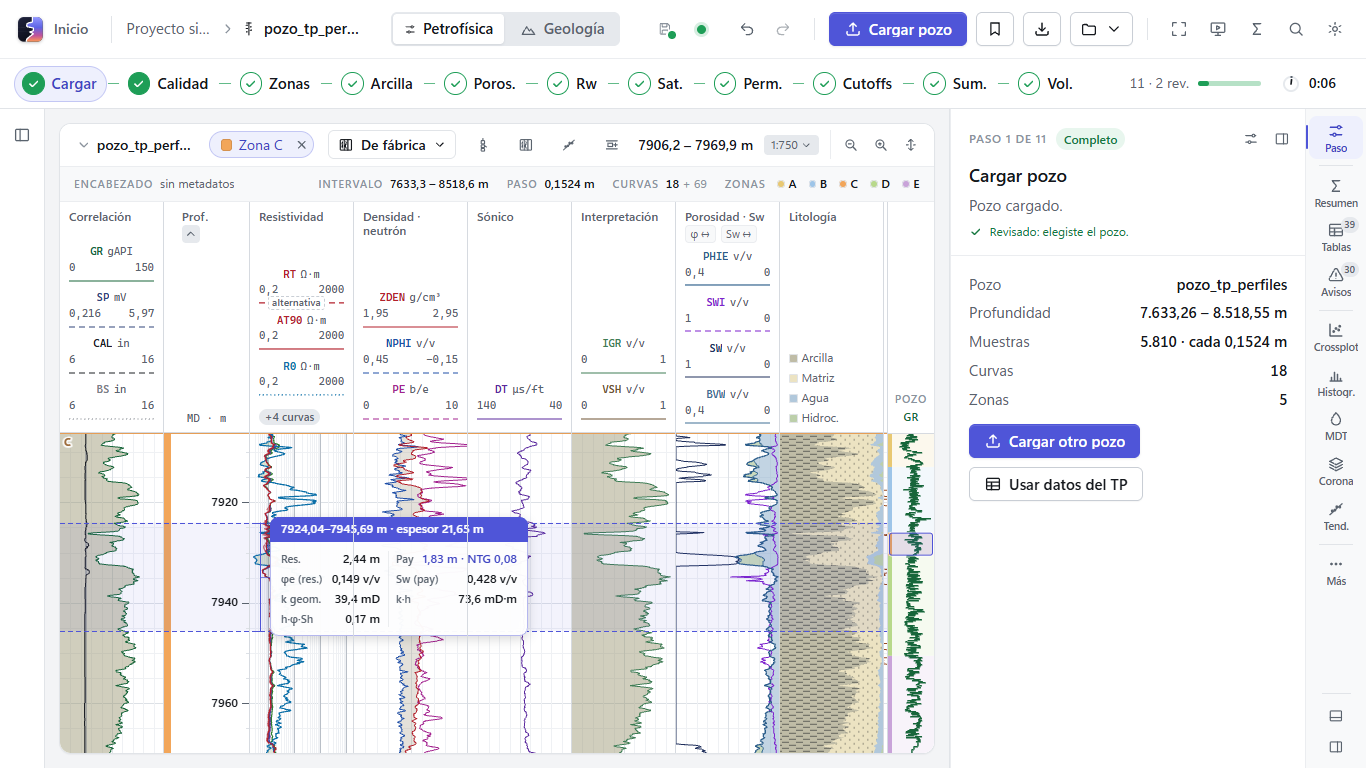 Inicio
Proyecto si...
pozo_tp_per...
Petrofísica
Geología
Cargar pozo
Cargar
Calidad
Zonas
Arcilla
Poros.
Rw
Sat.
Perm.
Cutoffs
Sum.
Vol.
11 · 2 rev.
0:06
pozo_tp_perf...
Zona C
De fábrica
7906,2 – 7969,9 m
1:750
ENCABEZADO sin metadatos
INTERVALO 7633,3 – 8518,6 m
PASO 0,1524 m
CURVAS 18 + 69
ZONAS A B C D E
Correlación
GR gAPI
0 150
SP mV
0,216 5,97
CAL in
6 16
BS in
6 16
Prof.
MD · m
Resistividad
RT Ω·m
0,2 2000
alternativa
AT90 Ω·m
0,2 2000
R0 Ω·m
0,2 2000
+4 curvas
Densidad ·
neutrón
ZDEN g/cm³
1,95 2,95
NPHI v/v
0,45 −0,15
PE b/e
0 10
Sónico
DT µs/ft
140 40
Interpretación
IGR v/v
0 1
VSH v/v
0 1
Porosidad · Sw
φ ↔ Sw ↔
PHIE v/v
0,4 0
SWI v/v
1 0
SW v/v
1 0
BVW v/v
0,4 0
Litología
Arcilla
Matriz
Agua
Hidroc.
POZO
GR
C
7920
7940
7960
7924,04–7945,69 m · espesor 21,65 m
Res. 2,44 m Pay 1,83 m · NTG 0,08
φe (res.) 0,149 v/v Sw (pay) 0,428 v/v
k geom. 39,4 mD k·h 73,6 mD·m
h·φ·Sh 0,17 m
PASO 1 DE 11 Completo
Cargar pozo
Pozo cargado.
Revisado: elegiste el pozo.
Pozo pozo_tp_perfiles
Profundidad 7.633,26 – 8.518,55 m
Muestras 5.810 · cada 0,1524 m
Curvas 18
Zonas 5
Cargar otro pozo
Usar datos del TP
Paso
Resumen
39
Tablas
30
Avisos
Crossplot
Histogr.
MDT
Corona
Tend.
Más